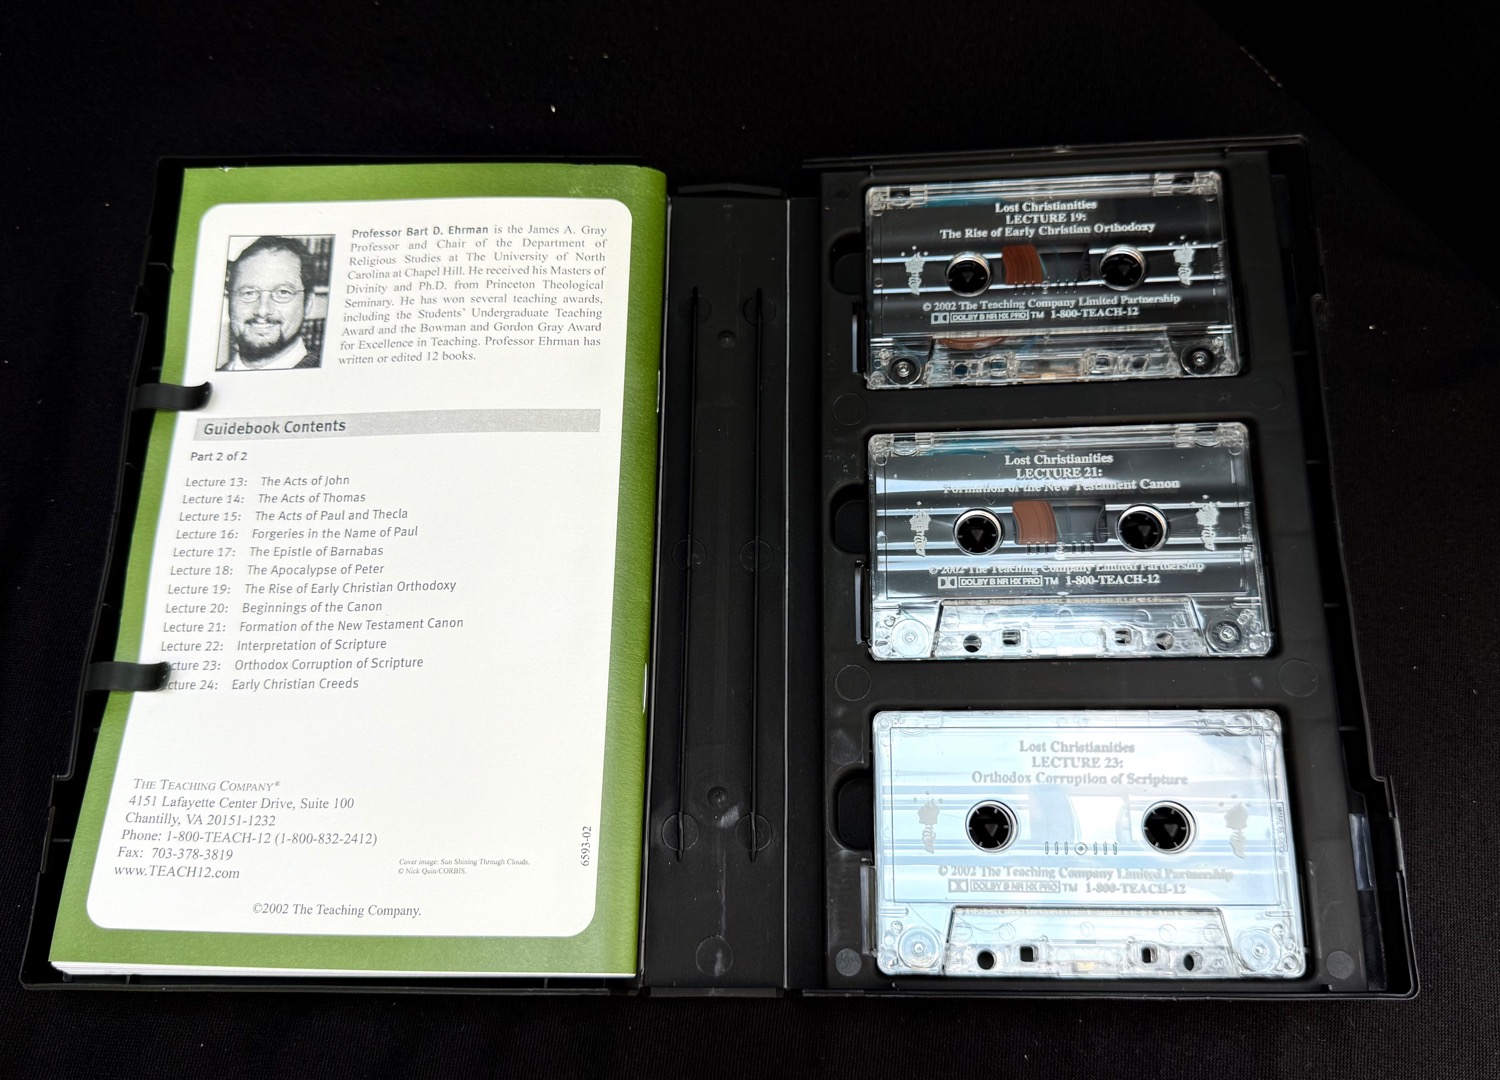 Professor Bart D. Ehrman is the James A. Gray
Professor and Chair of the Department of
Religious Studies at The University of North
Carolina at Chapel Hill. He received his Masters of
Divinity and Ph.D. from Princeton Theological
Seminary. He has won several teaching awards,
including the Students' Undergraduate Teaching
Award and the Bowman and Gordon Gray Award
for Excellence in Teaching. Professor Ehrman has
written or edited 12 books.
Guidebook Contents
Part 2 of 2
Lecture 13: The Acts of John
Lecture 14: The Acts of Thomas
Lecture 15: The Acts of Paul and Thecla
Lecture 16: Forgeries in the Name of Paul
Lecture 17: The Epistle of Barnabas
Lecture 18: The Apocalypse of Peter
Lecture 19: The Rise of Early Christian Orthodoxy
Lecture 20: Beginnings of the Canon
Lecture 21: Formation of the New Testament Canon
Lecture 22: Interpretation of Scripture
cture 23: Orthodox Corruption of Scripture
ecture 24: Early Christian Creeds
THE TEACHING COMPANY®
4151 Lafayette Center Drive, Suite 100
Chantilly, VA 20151-1232
Phone: 1-800-TEACH-12 (1-800-832-2412)
Fax: 703-378-3819
www.TEACH12.com
Cover image: Sun Shining Through Clouds.
© Nick Quin/CORBIS.
6593-02
©2002 The Teaching Company.
Lost Christianities
LECTURE 19:
The Rise of Early Christian Orthodoxy
© 2002 The Teaching Company Limited Partnership
DOLBY B NR HX PRO TM 1-800-TEACH-12
Lost Christianities
LECTURE 21:
Formation of the New Testament Canon
© 2002 The Teaching Company Limited Partnership
DOLBY B NR HX PRO TM 1-800-TEACH-12
Lost Christianities
LECTURE 23:
Orthodox Corruption of Scripture
© 2002 The Teaching Company Limited Partnership
DOLBY B NR HX PRO TM 1-800-TEACH-12